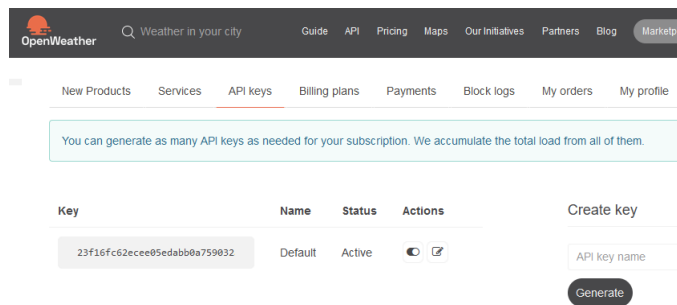 OpenWeather
Weather in your city
Guide API Pricing Maps Our Initiatives Partners Blog
New Products Services API keys Billing plans Payments Block logs My orders My profile
You can generate as many API keys as needed for your subscription. We accumulate the total load from all of them.
Key Name Status Actions
23f16fc62ecee05edabb0a759032 Default Active
Create key
API key name
Generate